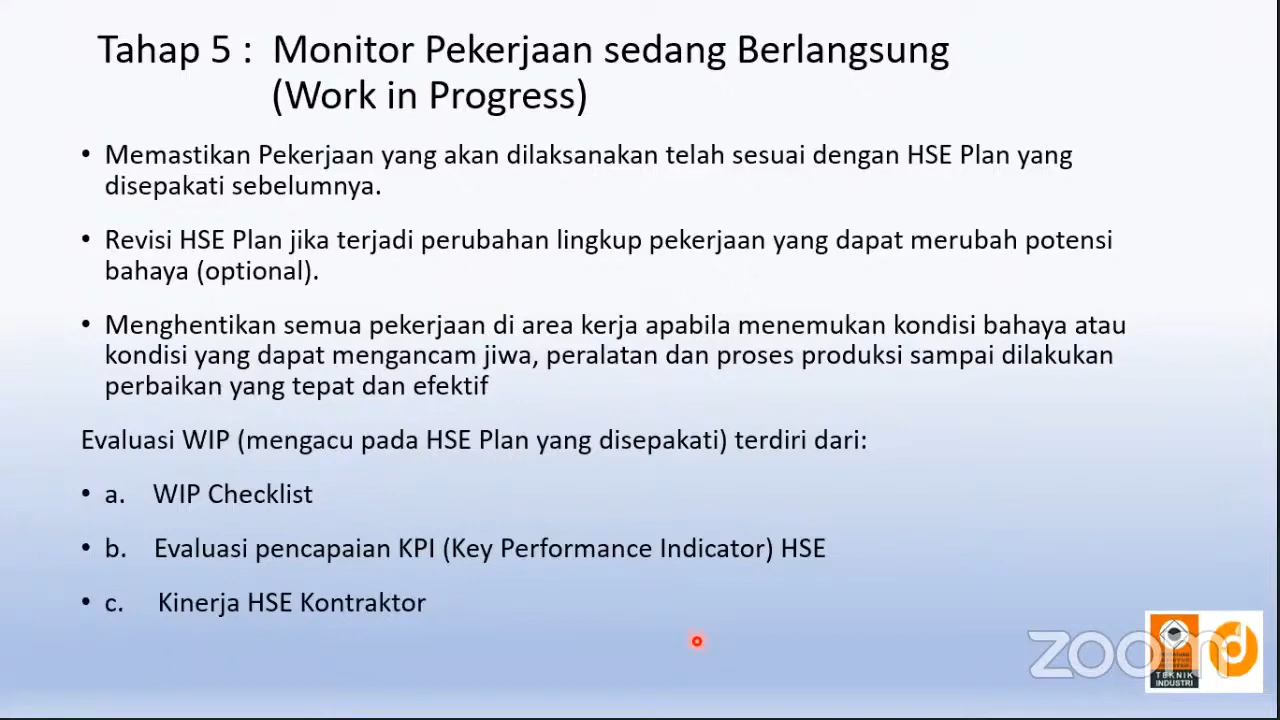 Tahap 5 : Monitor Pekerjaan sedang Berlangsung
(Work in Progress)
• Memastikan Pekerjaan yang akan dilaksanakan telah sesuai dengan HSE Plan yang
disepakati sebelumnya.
• Revisi HSE Plan jika terjadi perubahan lingkup pekerjaan yang dapat merubah potensi
bahaya (optional).
• Menghentikan semua pekerjaan di area kerja apabila menemukan kondisi bahaya atau
kondisi yang dapat mengancam jiwa, peralatan dan proses produksi sampai dilakukan
perbaikan yang tepat dan efektif
Evaluasi WIP (mengacu pada HSE Plan yang disepakati) terdiri dari:
• a. WIP Checklist
• b. Evaluasi pencapaian KPI (Key Performance Indicator) HSE
• c. Kinerja HSE Kontraktor
zoom
TEKNIK
INDUSTRI